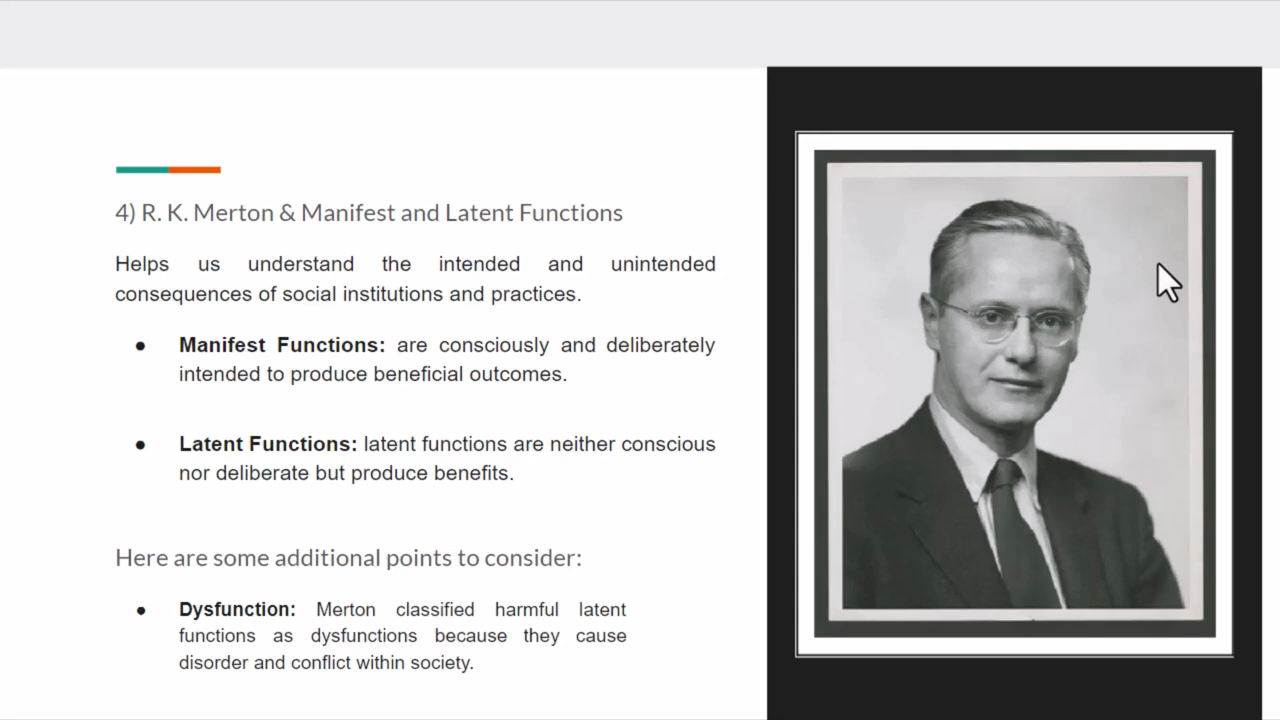 4) R. K. Merton & Manifest and Latent Functions
Helps us understand the intended and unintended
consequences of social institutions and practices.
● Manifest Functions: are consciously and deliberately
intended to produce beneficial outcomes.
● Latent Functions: latent functions are neither conscious
nor deliberate but produce benefits.
Here are some additional points to consider:
● Dysfunction: Merton classified harmful latent
functions as dysfunctions because they cause
disorder and conflict within society.